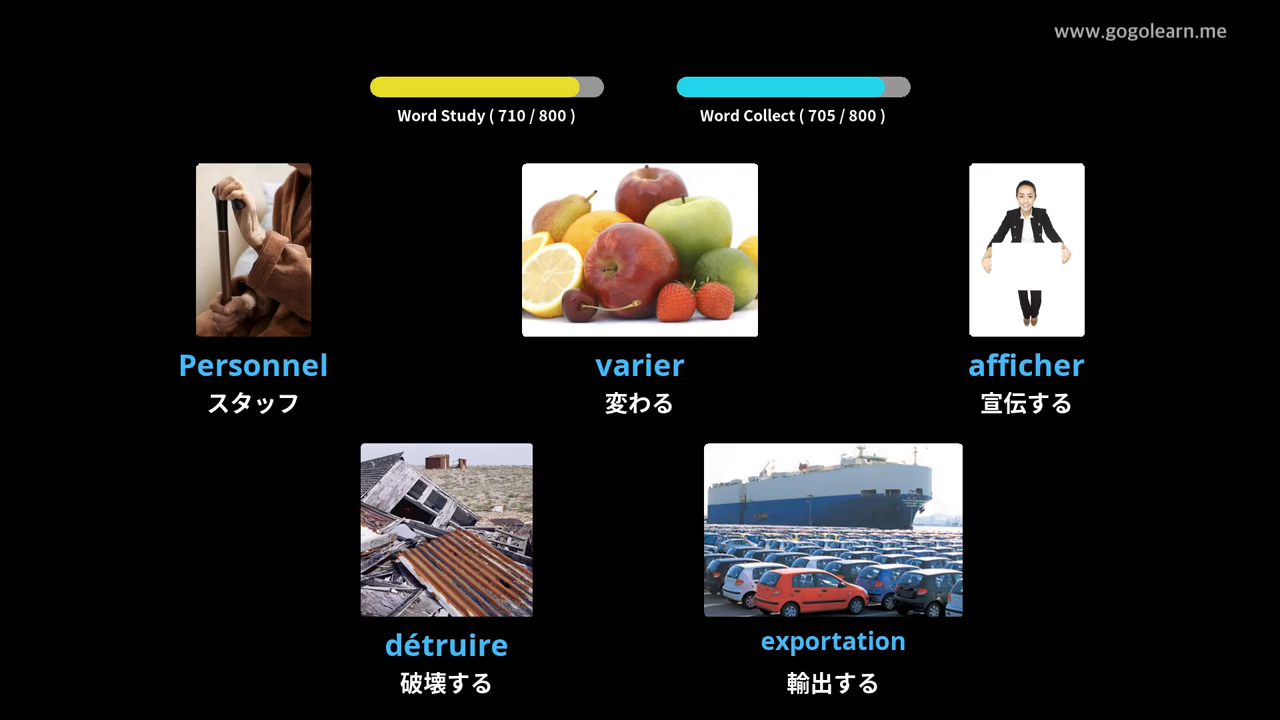 www.gogolearn.me
Word Study ( 710 / 800 )
Word Collect ( 705 / 800 )
Personnel
スタッフ
varier
変わる
afficher
宣伝する
détruire
破壊する
exportation
輸出する